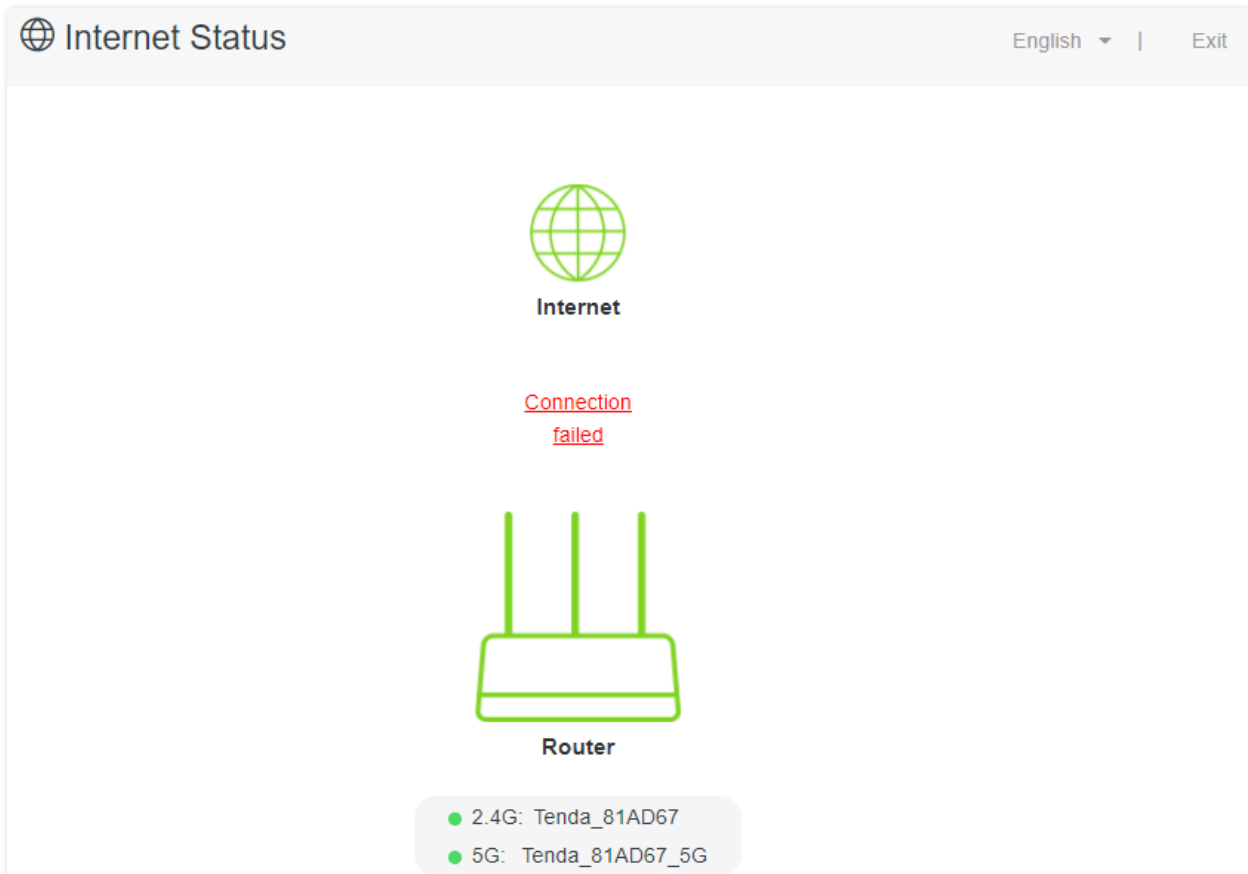 Internet Status
English | Exit
Internet
Connection
failed
Router
2.4G: Tenda_81AD67
5G: Tenda_81AD67_5G